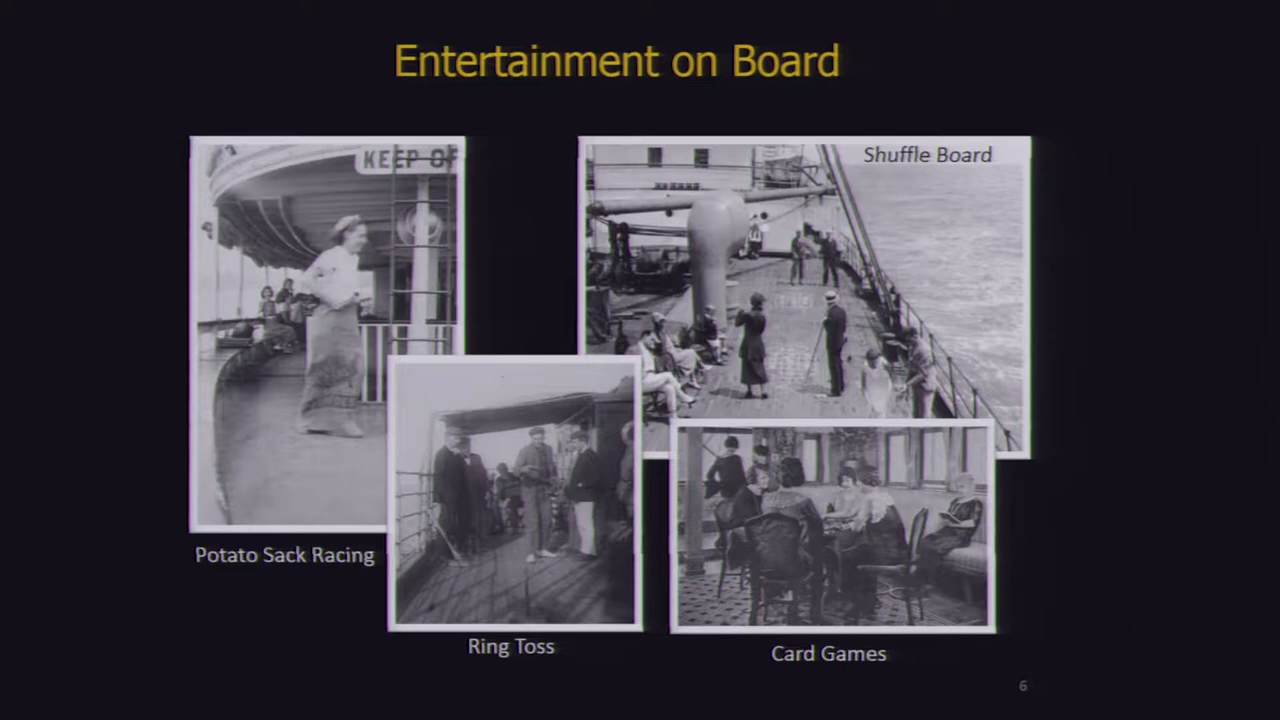 Entertainment on Board
KEEP OF
Shuffle Board
Potato Sack Racing
Ring Toss
Card Games
6